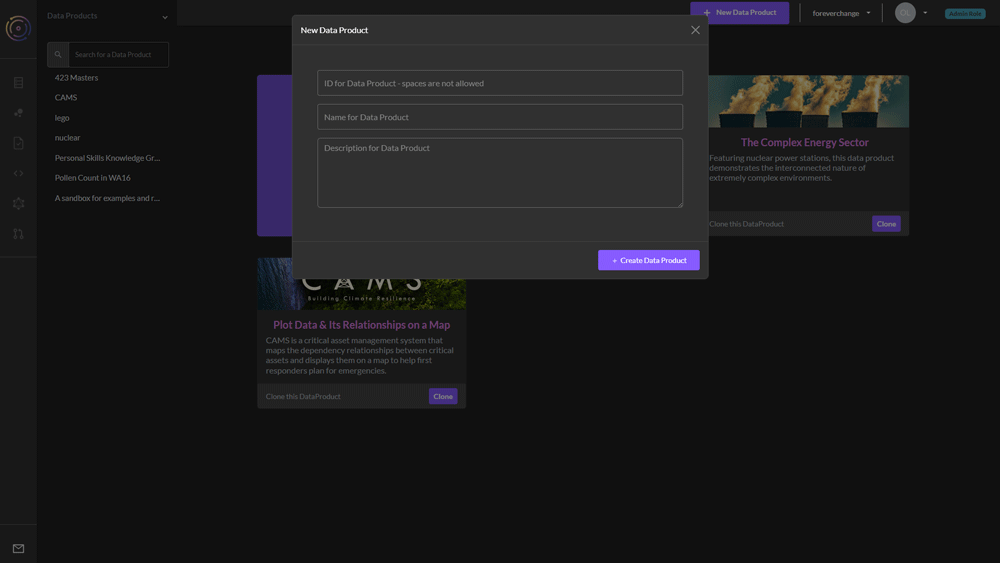 Data Products
New Data Product
foreverchange
OL
Admin Role
New Data Product
Search for a Data Product
423 Masters
CAMS
lego
nuclear
Personal Skills Knowledge Gr...
Pollen Count in WA16
A sandbox for examples and r...
ID for Data Product - spaces are not allowed
Name for Data Product
Description for Data Product
+ Create Data Product
The Complex Energy Sector
Featuring nuclear power stations, this data product
demonstrates the interconnected nature of
extremely complex environments.
Clone this DataProduct
Clone
CAMS
Building Climate Resilience
Plot Data & Its Relationships on a Map
CAMS is a critical asset management system that
maps the dependency relationships between critical
assets and displays them on a map to help first
responders plan for emergencies.
Clone this DataProduct
Clone